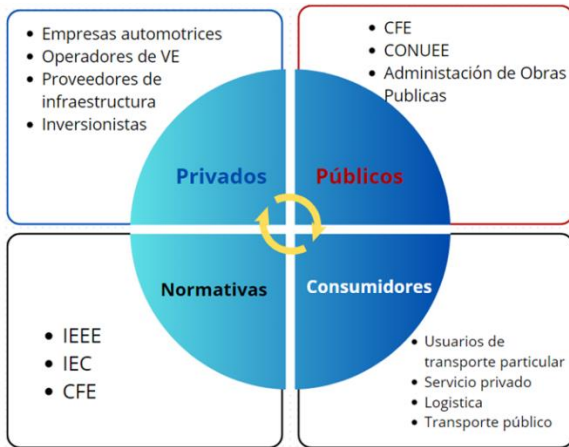 Empresas automotrices
Operadores de VE
Proveedores de
infraestructura
Inversionistas
CFE
CONUEE
Administación de Obras
Publicas
Privados
Públicos
Normativas
Consumidores
IEEE
IEC
CFE
Usuarios de
transporte particular
Servicio privado
Logistica
Transporte público